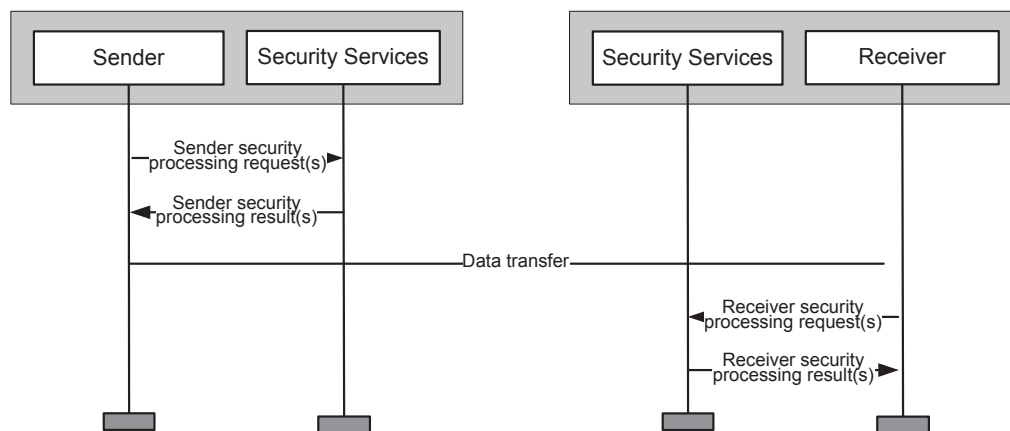 Sender
Security Services
Security Services
Receiver
Sender security
processing request(s)
Sender security
processing result(s)
Data transfer
Receiver security
processing request(s)
Receiver security
processing result(s)